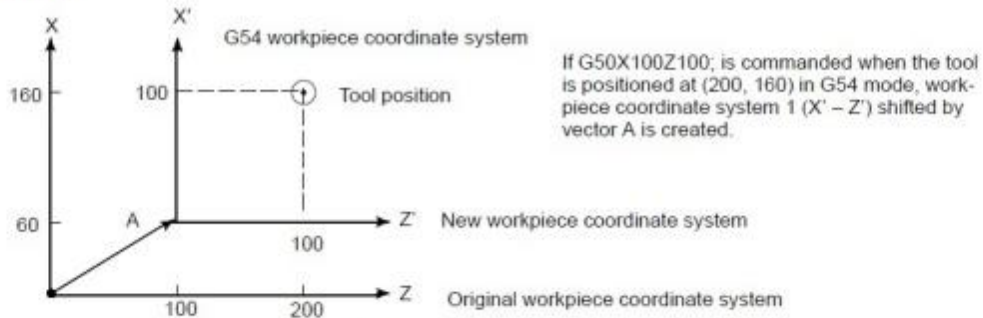 X
X'
G54 workpiece coordinate system
If G50X100Z100; is commanded when the tool
is positioned at (200, 160) in G54 mode, work-
piece coordinate system 1 (X' – Z') shifted by
vector A is created.
160
100
Tool position
A
60
Z'
New workpiece coordinate system
100
Z
Original workpiece coordinate system
100
200